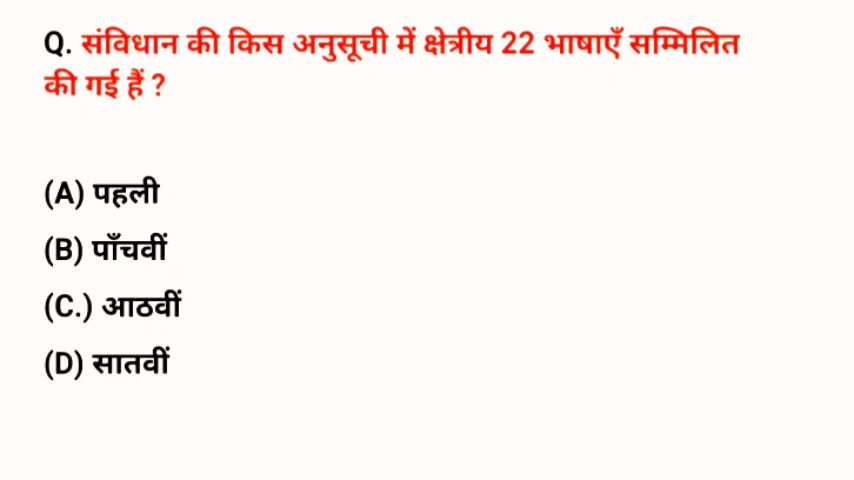 Q. संविधान की किस अनुसूची में क्षेत्रीय 22 भाषाएँ सम्मिलित
की गई हैं ?
(A) पहली
(B) पाँचवीं
(C.) आठवीं
(D) सातवीं